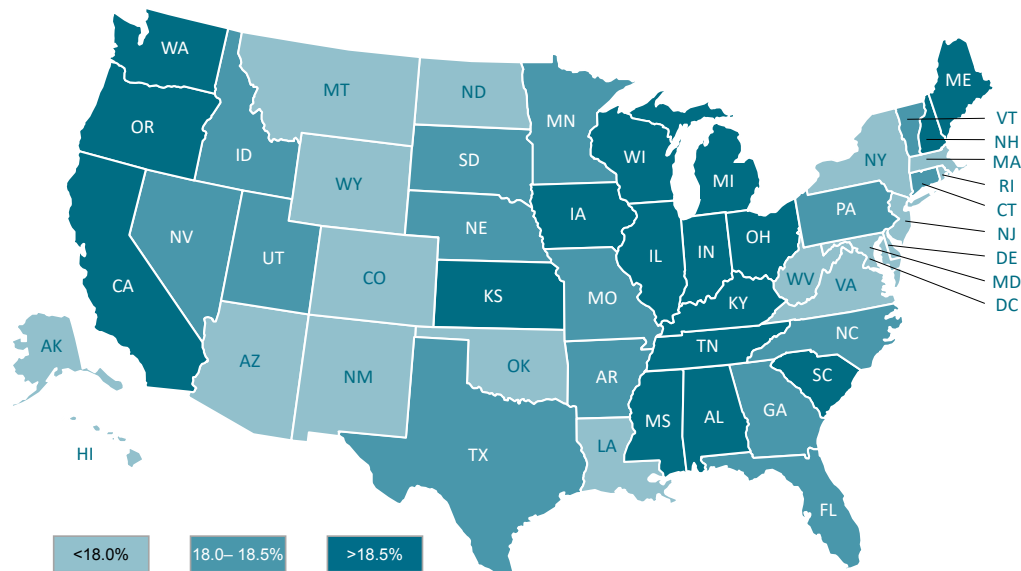 WA
ME
MT
ND
VT
OR
MN
NH
ID
WI
NY
MA
SD
MI
RI
WY
CT
PA
IA
NE
NJ
OH
NV
IL
IN
DE
UT
CO
WV
MD
CA
KS
VA
MO
KY
DC
NC
AK
TN
AZ
OK
NM
AR
SC
MS
AL
GA
LA
HI
TX
FL
<18.0%
18.0– 18.5%
>18.5%